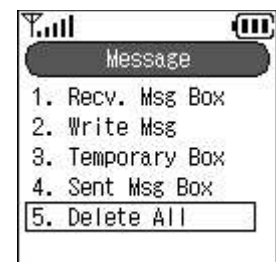 Message
1. Recv. Msg Box
2. Write Msg
3. Temporary Box
4. Sent Msg Box
5. Delete All